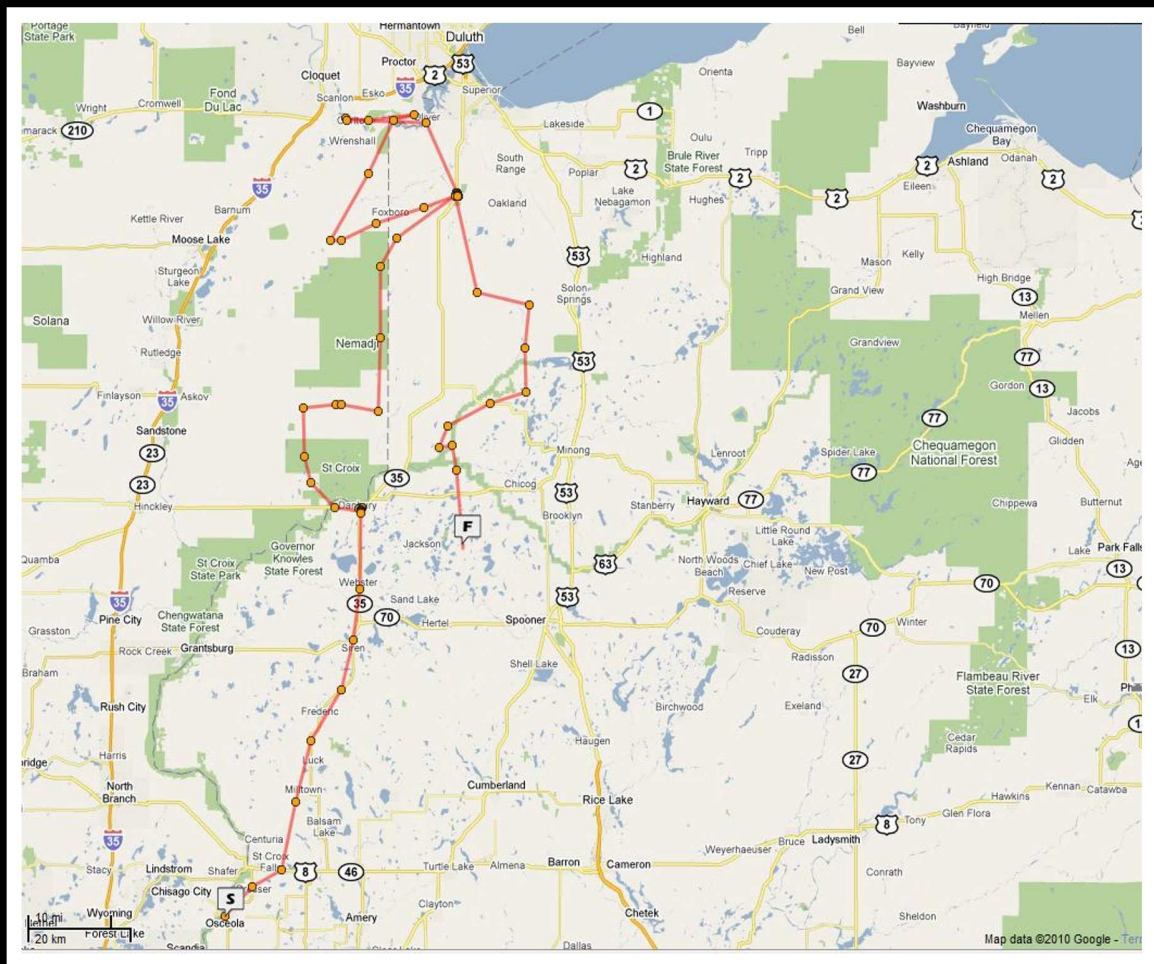 Portage
State Park
Hermantown
Duluth
Bell
Bayfield
Proctor
2
53
Bayview
Cloquet
Orienta
Scanlon
Esko
35
Superior
Fond
Du Lac
Cromwell
Wright
Washburn
1
Lakeside
210
Oulu
Chequamegon
Bay
Wrenshall
Tripp
South
Range
Poplar
2
Brule River
State Forest
2
Ashland
Odanah
2
2
Eileen
35
Lake
Nebagamon
Hughes
2
Barnum
Foxboro
Oakland
Kettle River
Moose Lake
Kelly
53
Highland
Mason
Sturgeon
Lake
High Bridge
Solon
Springs
Grand View
13
Mellen
Solana
Willow River
Nemadji
Grandview
Rutledge
53
77
Finlayson
35
Askov
Gordon
13
Jacobs
Sandstone
77
Glidden
23
Minong
Lennroot
Spider Lake
Chequamegon
National Forest
St Croix
77
23
35
Chicog
53
Hayward
77
Hinckley
Stanberry
Chippewa
Butternut
Brooklyn
Little Round
Lake
Jackson
F
Governor
Knowles
State Forest
Quamba
St Croix
State Park
North Woods
Beach
Chief Lake
New Post
Lake
Park Falls
63
13
Webster
Reserve
70
35
Pine City
35
Sand Lake
53
70
Hertel
Spooner
Chengwatana
State Forest
Winter
70
Grasston
Couderay
Rock Creek
Grantsburg
Siren
Radisson
13
Braham
Shell Lake
27
Flambeau River
State Forest
Rush City
Birchwood
Exeland
Elk
Frederic
Cedar
Rapids
Haugen
Harris
Luck
27
North
Branch
Milltown
Cumberland
Rice Lake
Kennan
Catawba
Hawkins
Balsam
Lake
Glen Flora
Tony
8
35
Centuria
Bruce
Ladysmith
Weyerhaeuser
St Croix
Falls
Stacy
Lindstrom
Shafer
8
46
Turtle Lake
Almena
Barron
Cameron
Conrath
Chisago City
S
Clayton
Wyoming
Osceola
Amery
Chetek
Sheldon
10 mi
20 km
Forest Lake
Scandia
Dallas
Map data ©2010 Google -